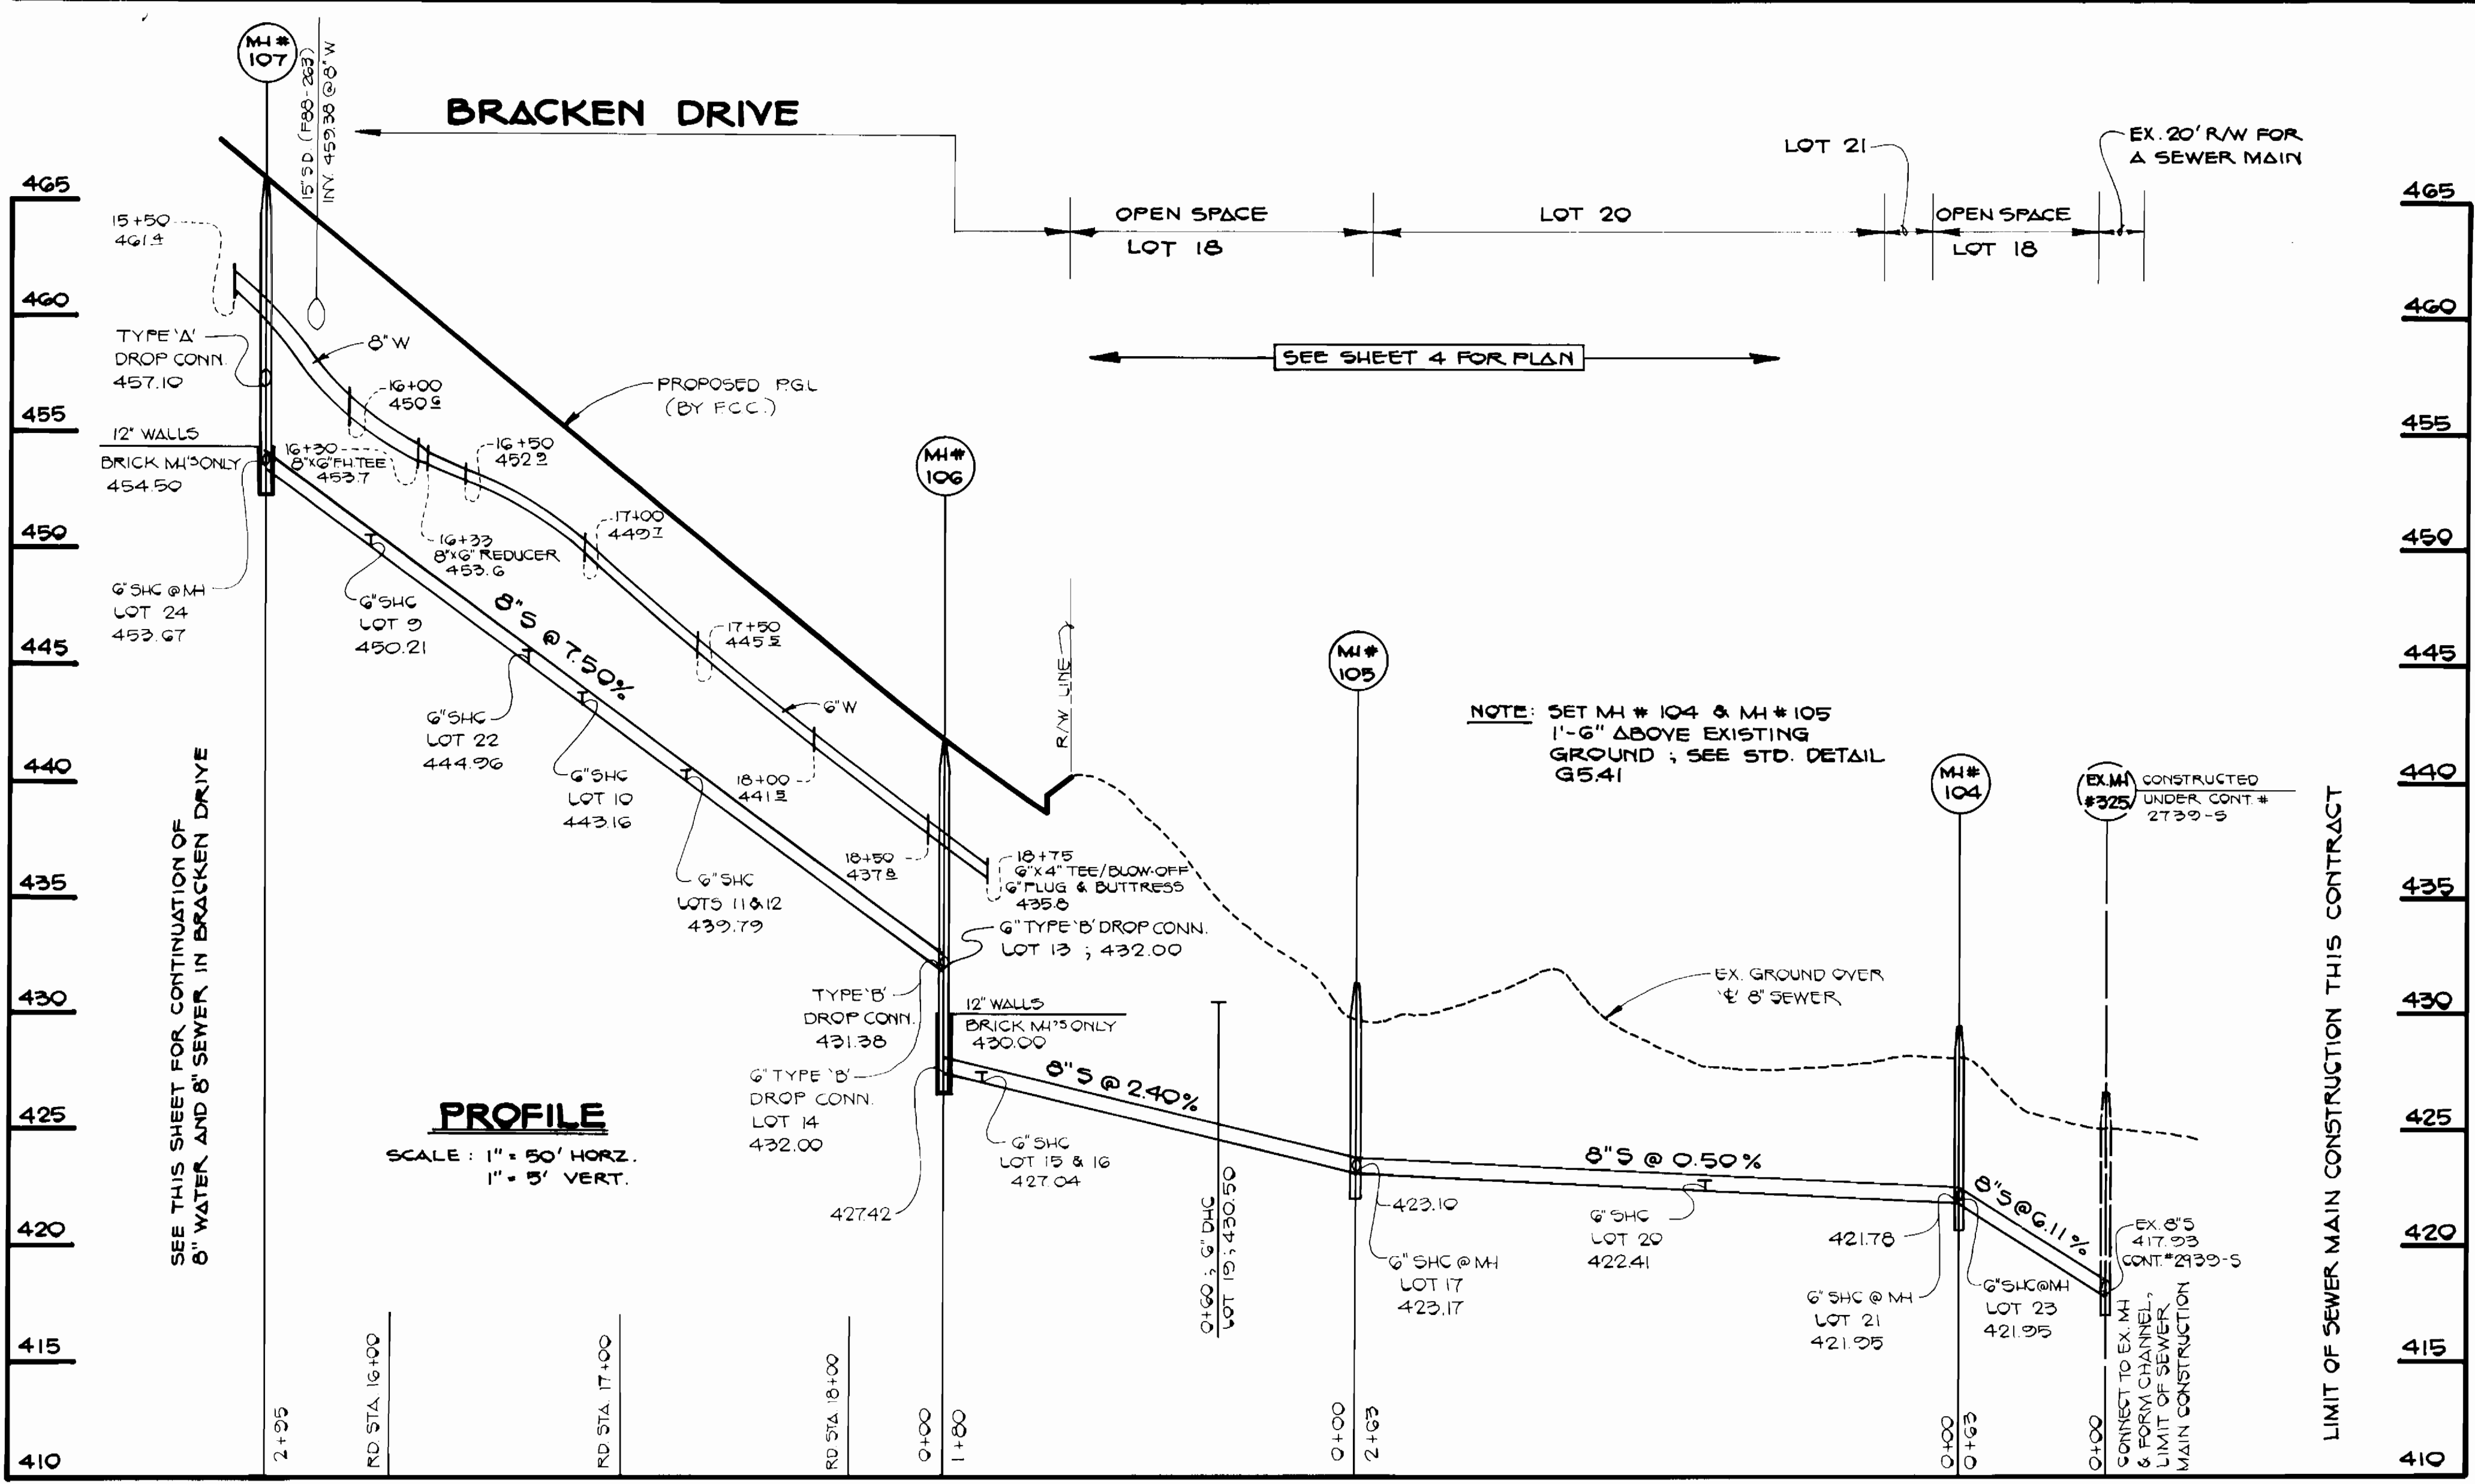 MH #
107
15" S.D. (F88-263)
INV. 459.38 @ 8" W
BRACKEN DRIVE
LOT 21
EX. 20' R/W FOR
A SEWER MAIN
OPEN SPACE
LOT 18
LOT 20
OPEN SPACE
LOT 18
SEE SHEET 4 FOR PLAN
465
460
455
450
445
440
435
430
425
420
415
410
15+50
461.4
TYPE 'A'
DROP CONN.
457.10
12" WALLS
BRICK MH'S ONLY
454.50
6" SHC @ MH
LOT 24
453.67
8" W
16+00
450.6
16+30
8"x6" F.H. TEE
453.7
16+50
452.9
16+33
8"x6" REDUCER
453.6
17+00
449.7
PROPOSED P.G.L.
(BY F.C.C.)
17+50
445.5
6" W
18+00
441.5
18+50
437.8
18+75
6"x4" TEE/BLOW-OFF
6" PLUG & BUTTRESS
435.8
6" SHC
LOT 9
450.21
8" S @ 7.50%
6" SHC
LOT 22
444.96
6" SHC
LOT 10
443.16
6" SHC
LOTS 11 & 12
439.79
MH #
106
R/W LINE
6" TYPE 'B' DROP CONN.
LOT 13 ; 432.00
TYPE 'B'
DROP CONN.
431.38
12" WALLS
BRICK MH'S ONLY
430.00
6" TYPE 'B'
DROP CONN.
LOT 14
432.00
427.42
8" S @ 2.40%
6" SHC
LOT 15 & 16
427.04
0+60 ; 6" DHC
LOT 19 ; 430.50
MH #
105
NOTE: SET MH # 104 & MH # 105
1'-6" ABOVE EXISTING
GROUND ; SEE STD. DETAIL
G5.41
EX. GROUND OVER
℄ 8" SEWER
423.10
6" SHC @ MH
LOT 17
423.17
8" S @ 0.50%
6" SHC
LOT 20
422.41
MH #
104
421.78
6" SHC @ MH
LOT 21
421.95
8" S @ 6.11%
6" SHC @ MH
LOT 23
421.95
EX. MH
#325
CONSTRUCTED
UNDER CONT. #
2739-S
EX. 8" S
417.93
CONT. #2939-S
CONNECT TO EX. MH
& FORM CHANNEL,
LIMIT OF SEWER
MAIN CONSTRUCTION
LIMIT OF SEWER MAIN CONSTRUCTION THIS CONTRACT
SEE THIS SHEET FOR CONTINUATION OF
8" WATER AND 8" SEWER IN BRACKEN DRIVE
PROFILE
SCALE : 1" = 50' HORZ.
1" = 5' VERT.
2+95
RD. STA. 16+00
RD. STA. 17+00
RD. STA. 18+00
0+00
1+80
0+00
2+63
0+00
0+63
0+00
465
460
455
450
445
440
435
430
425
420
415
410